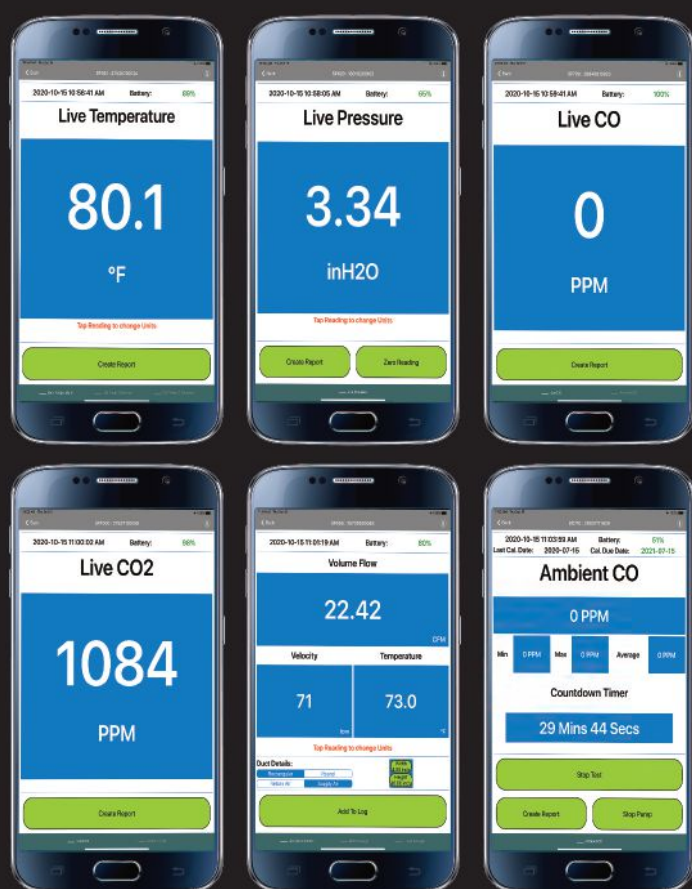 2020-10-15 10:56:41 AM Battery: 69%
Live Temperature
80.1
°F
Tap Reading to change Units
Create Report
2020-10-15 10:58:05 AM Battery: 65%
Live Pressure
3.34
inH2O
Tap Reading to change Units
Create Report Zero Reading
2020-10-15 10:59:41 AM Battery: 100%
Live CO
0
PPM
Create Report
2020-10-15 11:00:02 AM Battery: 86%
Live CO2
1084
PPM
Create Report
2020-10-15 11:01:19 AM Battery: 80%
Volume Flow
22.42
CFM
Velocity Temperature
71 73.0
fpm °F
Tap Reading to change Units
Duct Details:
Rectangular Round
Return Air Supply Air
Add To Log
2020-10-15 11:03:59 AM Battery: 51%
Last Cal. Date: 2020-07-15 Cal. Due Date: 2021-07-15
Ambient CO
0 PPM
Min 0 PPM Max 0 PPM Average 0 PPM
Countdown Timer
29 Mins 44 Secs
Stop Test
Create Report Stop Pump